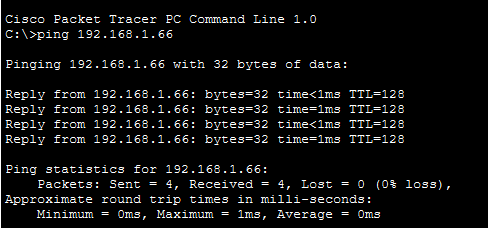 Cisco Packet Tracer PC Command Line 1.0
C:\>ping 192.168.1.66
Pinging 192.168.1.66 with 32 bytes of data:
Reply from 192.168.1.66: bytes=32 time<1ms TTL=128
Reply from 192.168.1.66: bytes=32 time=1ms TTL=128
Reply from 192.168.1.66: bytes=32 time<1ms TTL=128
Reply from 192.168.1.66: bytes=32 time=1ms TTL=128
Ping statistics for 192.168.1.66:
    Packets: Sent = 4, Received = 4, Lost = 0 (0% loss),
Approximate round trip times in milli-seconds:
    Minimum = 0ms, Maximum = 1ms, Average = 0ms